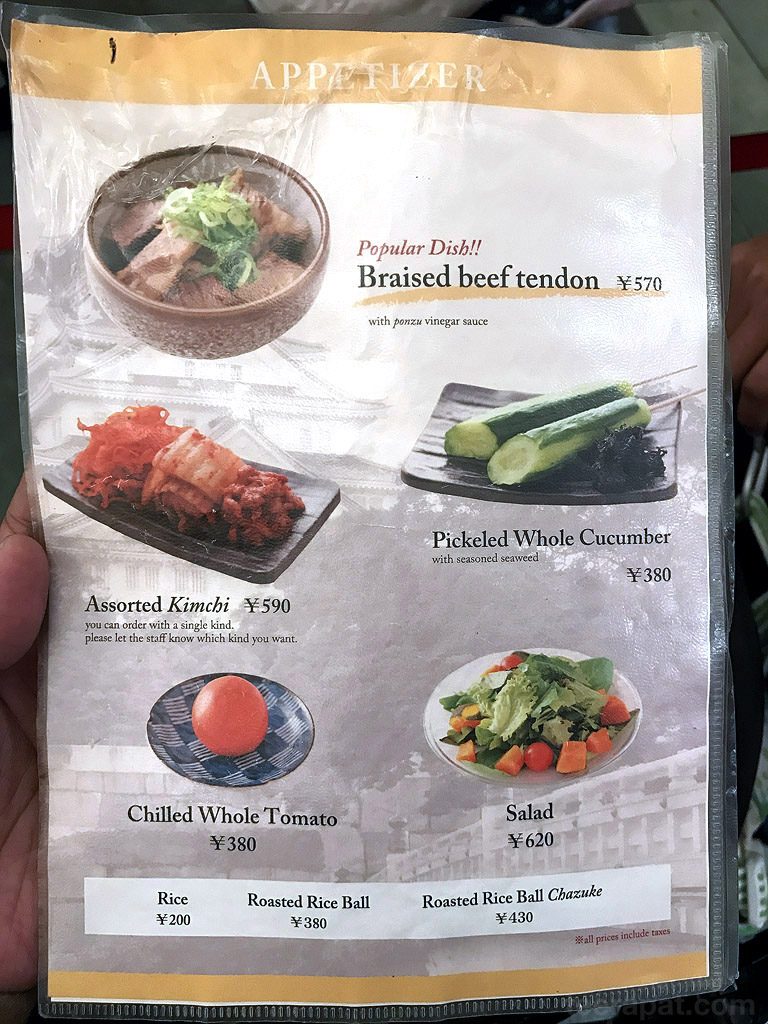 APPETIZER
Popular Dish!!
Braised beef tendon ¥570
with ponzu vinegar sauce
Pickeled Whole Cucumber
with seasoned seaweed
¥380
Assorted Kimchi ¥590
you can order with a single kind.
please let the staff know which kind you want.
Chilled Whole Tomato
¥380
Salad
¥620
Rice
¥200
Roasted Rice Ball
¥380
Roasted Rice Ball Chazuke
¥430
※all prices include taxes